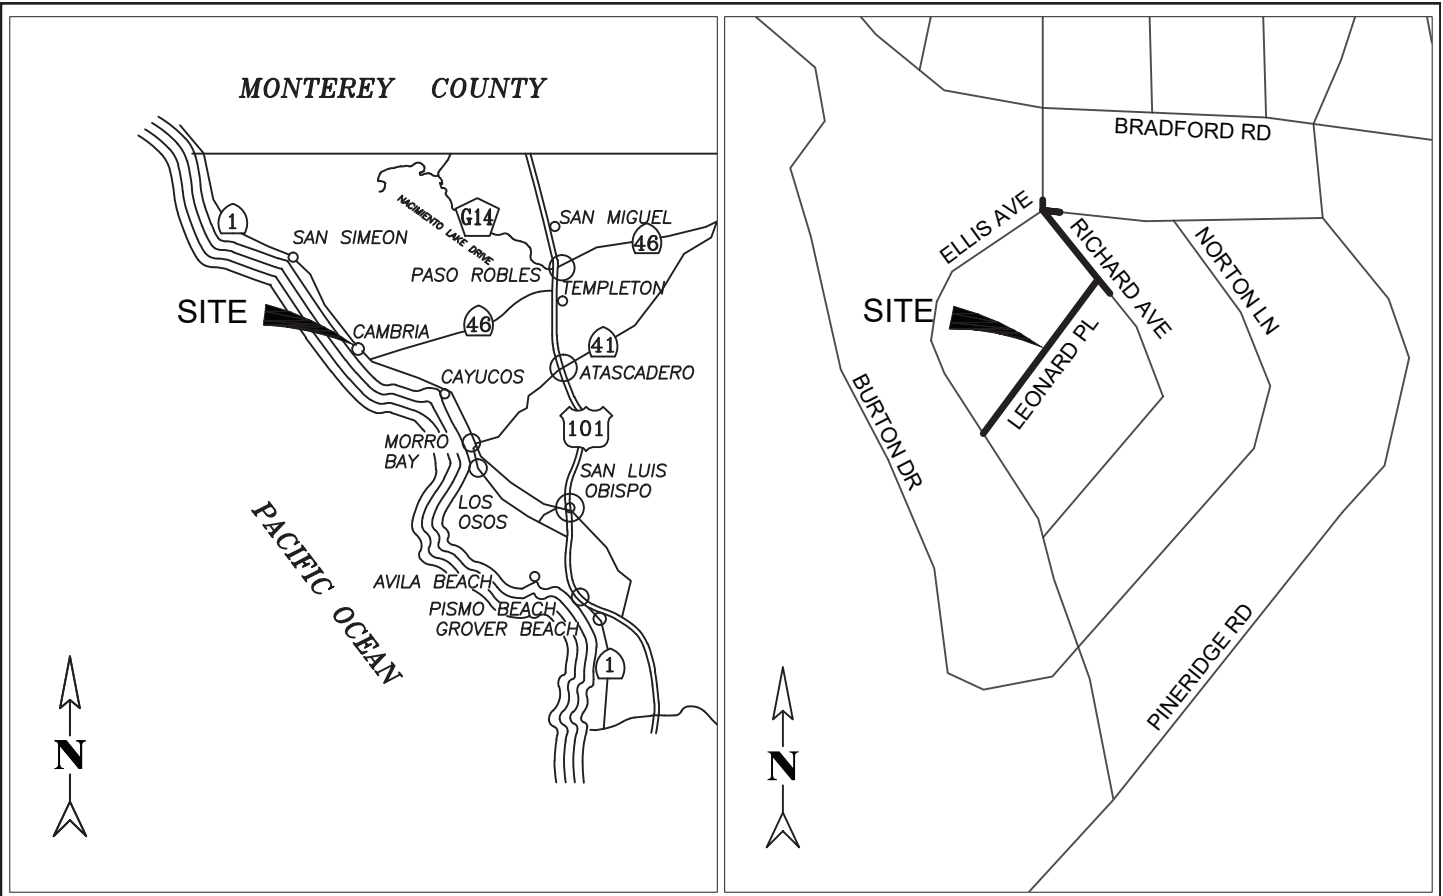 MONTEREY COUNTY
1
G14
NACIMIENTO LAKE DRIVE
SAN MIGUEL
46
SAN SIMEON
PASO ROBLES
TEMPLETON
SITE
CAMBRIA
46
41
ATASCADERO
CAYUCOS
101
MORRO
BAY
SAN LUIS
OBISPO
LOS
OSOS
PACIFIC OCEAN
AVILA BEACH
PISMO BEACH
GROVER BEACH
1
N
BRADFORD RD
ELLIS AVE
RICHARD AVE
NORTON LN
SITE
LEONARD PL
BURTON DR
PINERIDGE RD
N